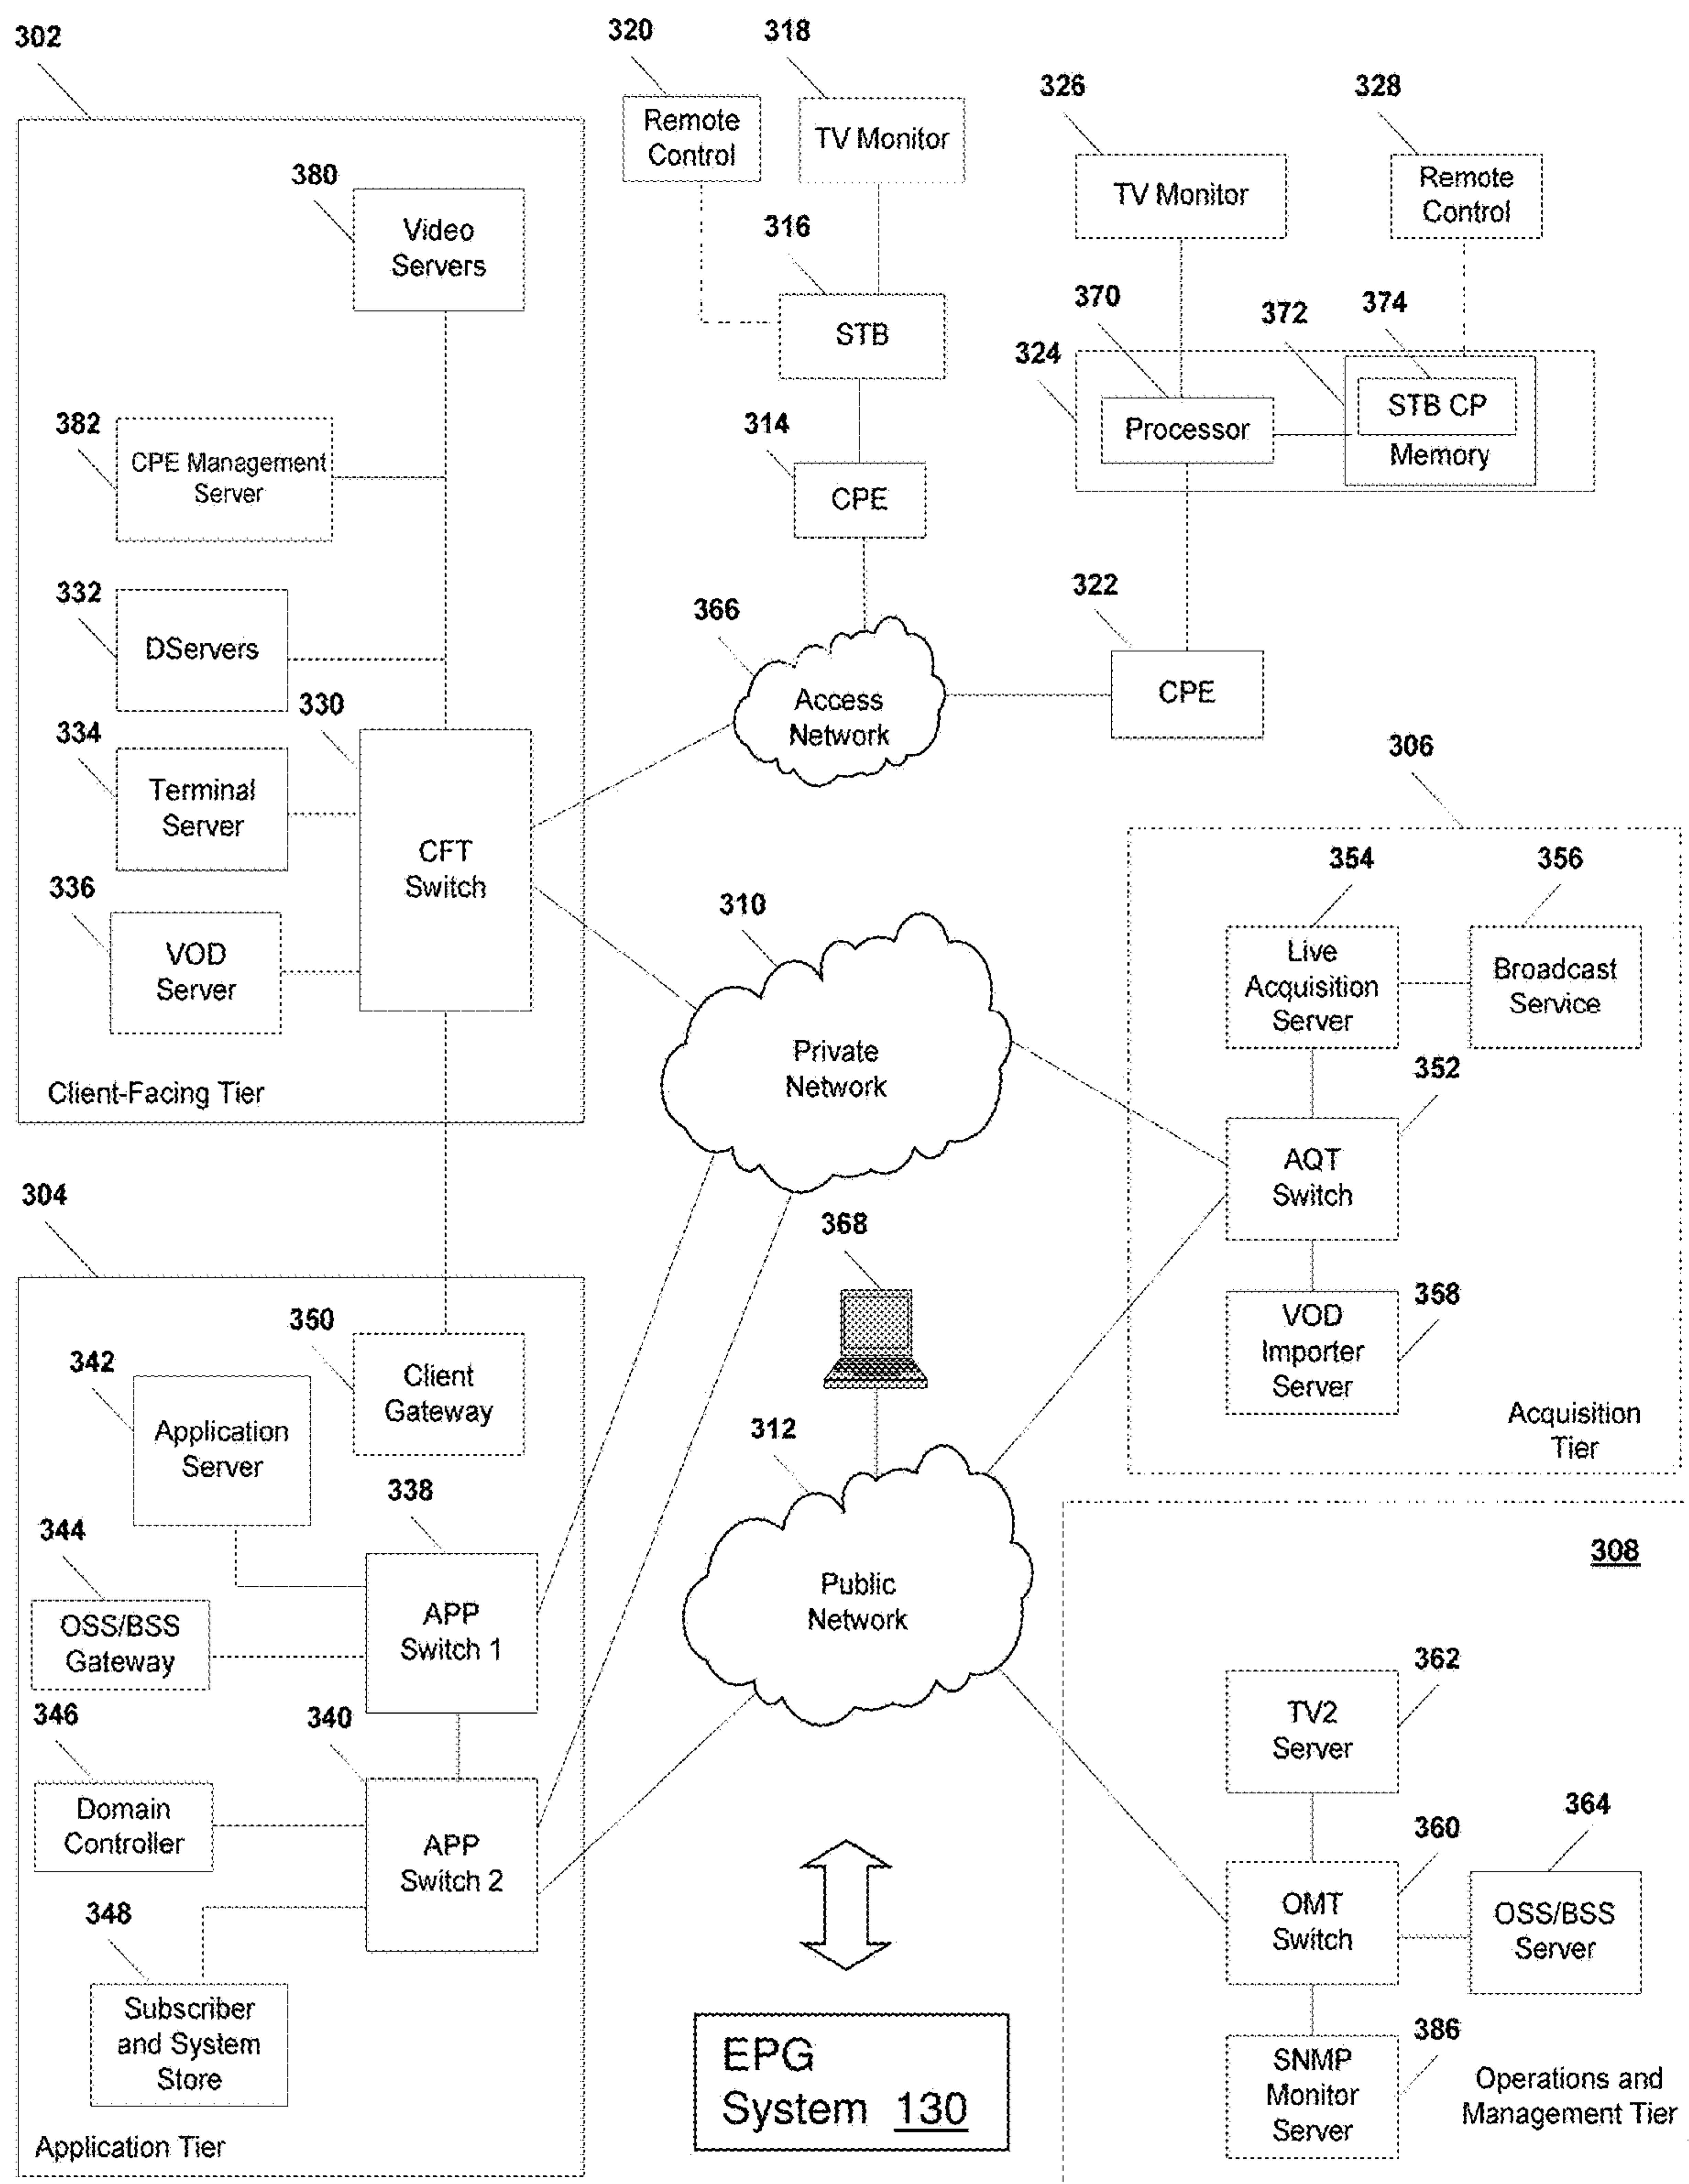 302
320
318
326
328
Remote
Control
TV Monitor
TV Monitor
Remote
Control
380
Video
Servers
316
STB
370
372
374
324
Processor
STB CP
Memory
382
CPE Management
Server
314
CPE
332
DServers
366
Access
Network
322
CPE
330
334
Terminal
Server
CFT
Switch
336
VOD
Server
Client-Facing Tier
310
Private
Network
306
354
356
Live
Acquisition
Server
Broadcast
Service
352
AQT
Switch
358
VOD
Importer
Server
Acquisition
Tier
304
350
Client
Gateway
342
Application
Server
368
312
Public
Network
338
344
OSS/BSS
Gateway
APP
Switch 1
346
340
Domain
Controller
APP
Switch 2
348
Subscriber
and System
Store
Application Tier
EPG
System 130
308
362
TV2
Server
360
364
OMT
Switch
OSS/BSS
Server
386
SNMP
Monitor
Server
Operations and
Management Tier